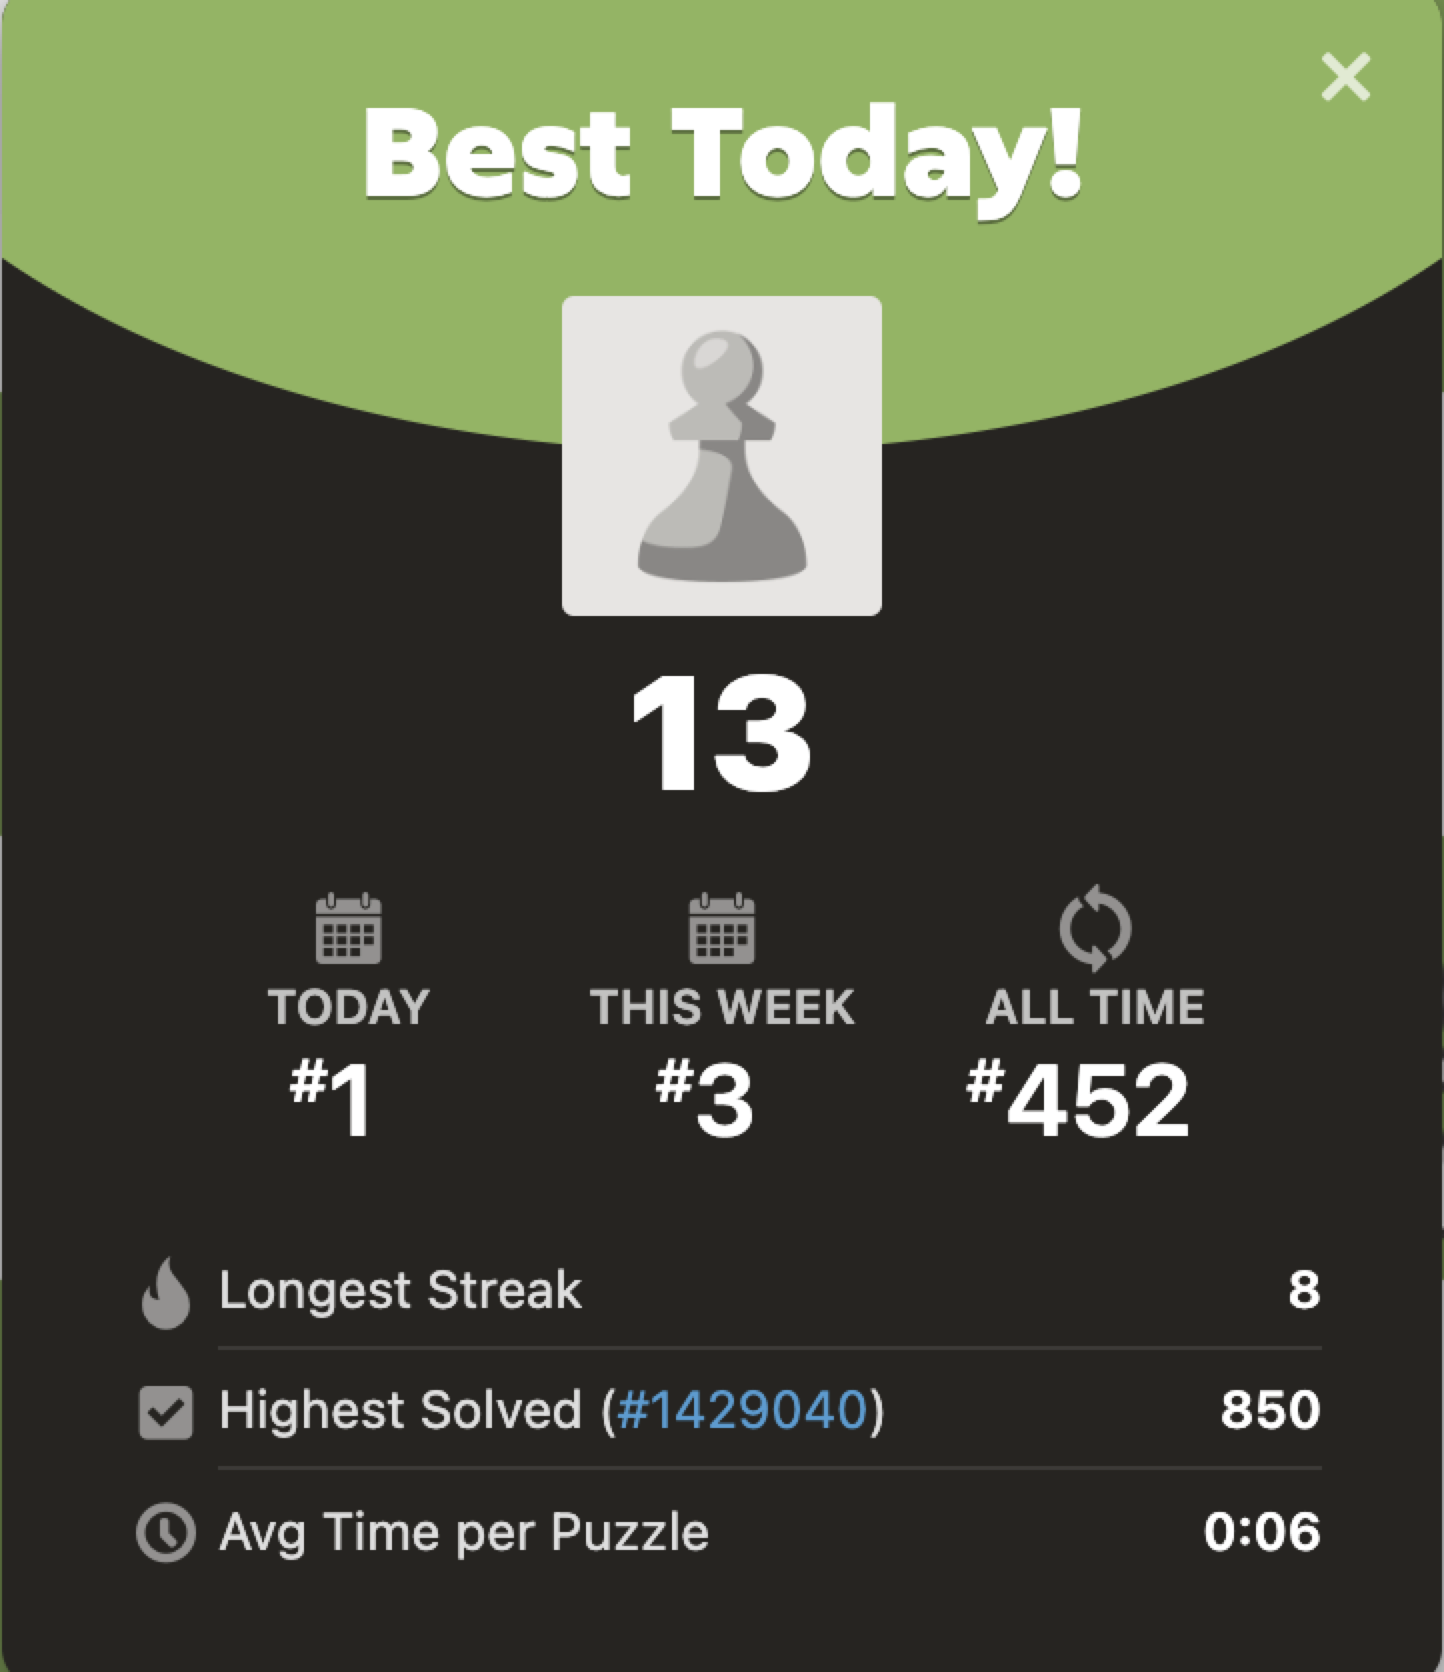 Best Today!
13
TODAY THIS WEEK ALL TIME
#1 #3 #452
Longest Streak 8
Highest Solved (#1429040) 850
Avg Time per Puzzle 0:06